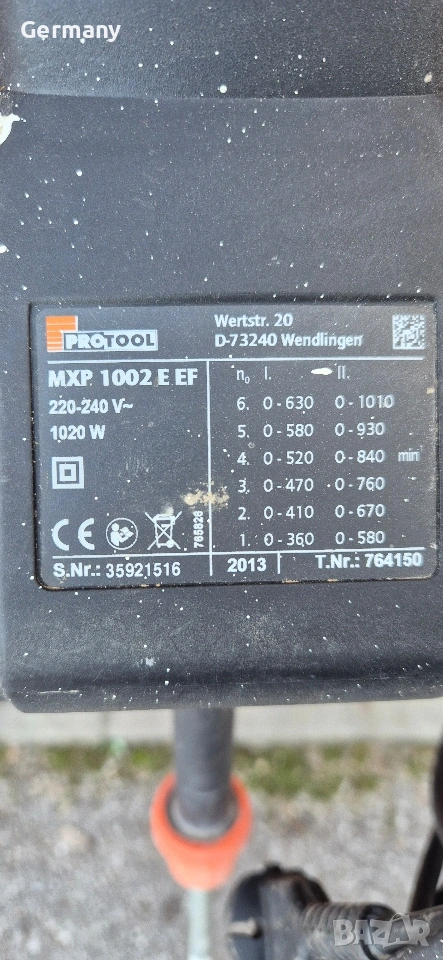 Germany
PROTOOL
Wertstr. 20
D-73240 Wendlingen
MXP 1002 E EF
220-240 V~
1020 W
n₀ I. II.
6. 0-630 0-1010
5. 0-580 0-930
4. 0-520 0-840 min
3. 0-470 0-760
2. 0-410 0-670
1. 0-360 0-580
CE
765826
S.Nr.: 35921516
2013
T.Nr.: 764150
BAZAR